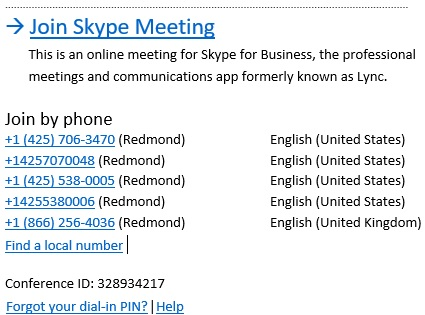 → Join Skype Meeting
This is an online meeting for Skype for Business, the professional
meetings and communications app formerly known as Lync.
Join by phone
+1 (425) 706-3470 (Redmond) English (United States)
+14257070048 (Redmond) English (United States)
+1 (425) 538-0005 (Redmond) English (United States)
+14255380006 (Redmond) English (United States)
+1 (866) 256-4036 (Redmond) English (United Kingdom)
Find a local number
Conference ID: 328934217
Forgot your dial-in PIN? | Help